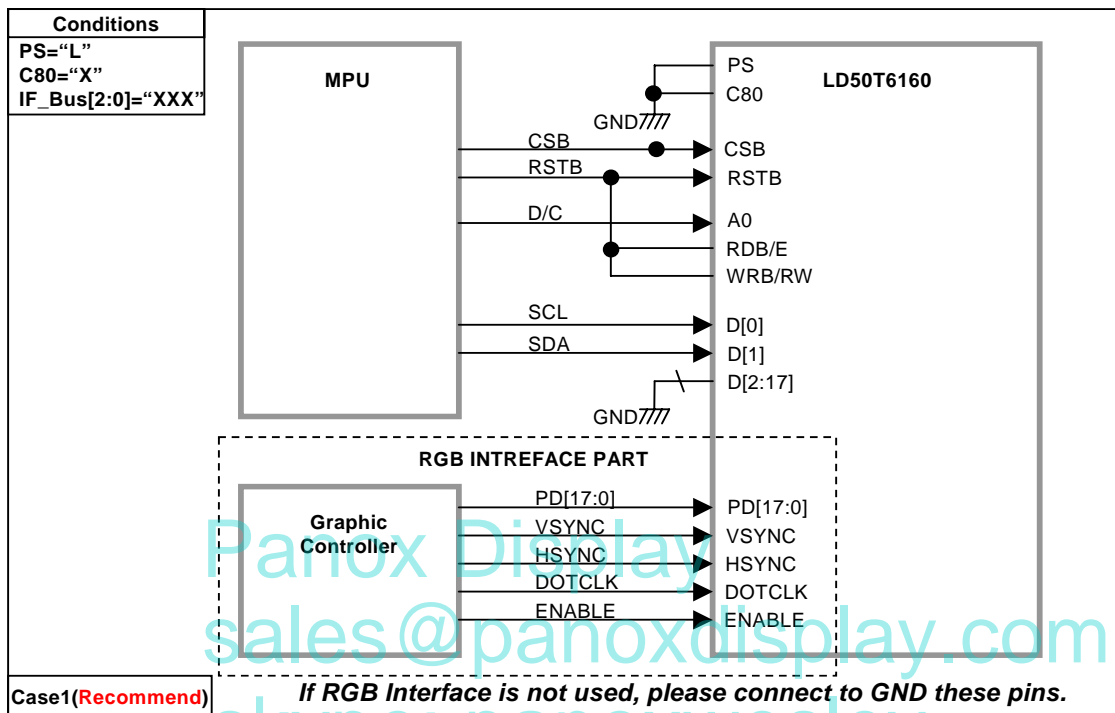 Conditions
PS=“L”
C80=“X”
IF_Bus[2:0]=“XXX”
MPU
LD50T6160
PS
C80
GND
CSB
CSB
RSTB
RSTB
D/C
A0
RDB/E
WRB/RW
SCL
D[0]
SDA
D[1]
D[2:17]
GND
RGB INTREFACE PART
Graphic
Controller
PD[17:0]
PD[17:0]
VSYNC
VSYNC
HSYNC
HSYNC
DOTCLK
DOTCLK
ENABLE
ENABLE
Panox Display
sales@panoxdisplay.com
Case1(Recommend)
If RGB Interface is not used, please connect to GND these pins.